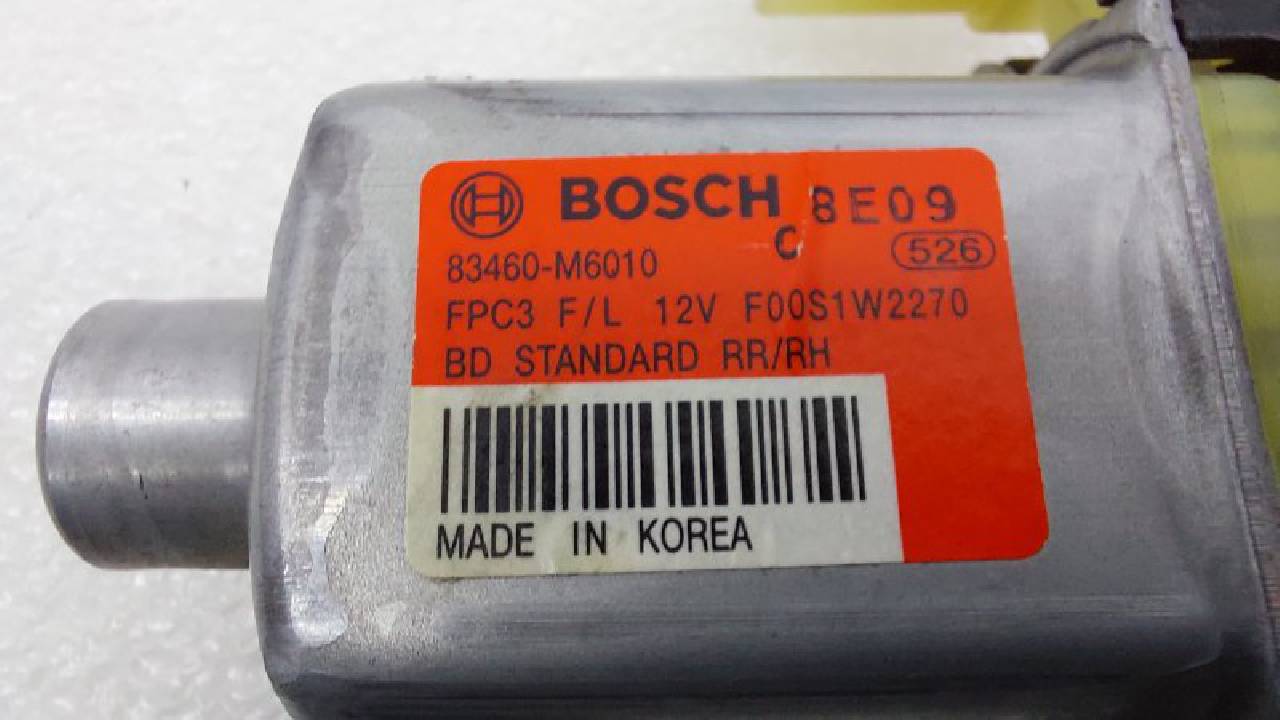 BOSCH 8E09
C 526
83460-M6010
FPC3 F/L 12V F00S1W2270
BD STANDARD RR/RH
MADE IN KOREA